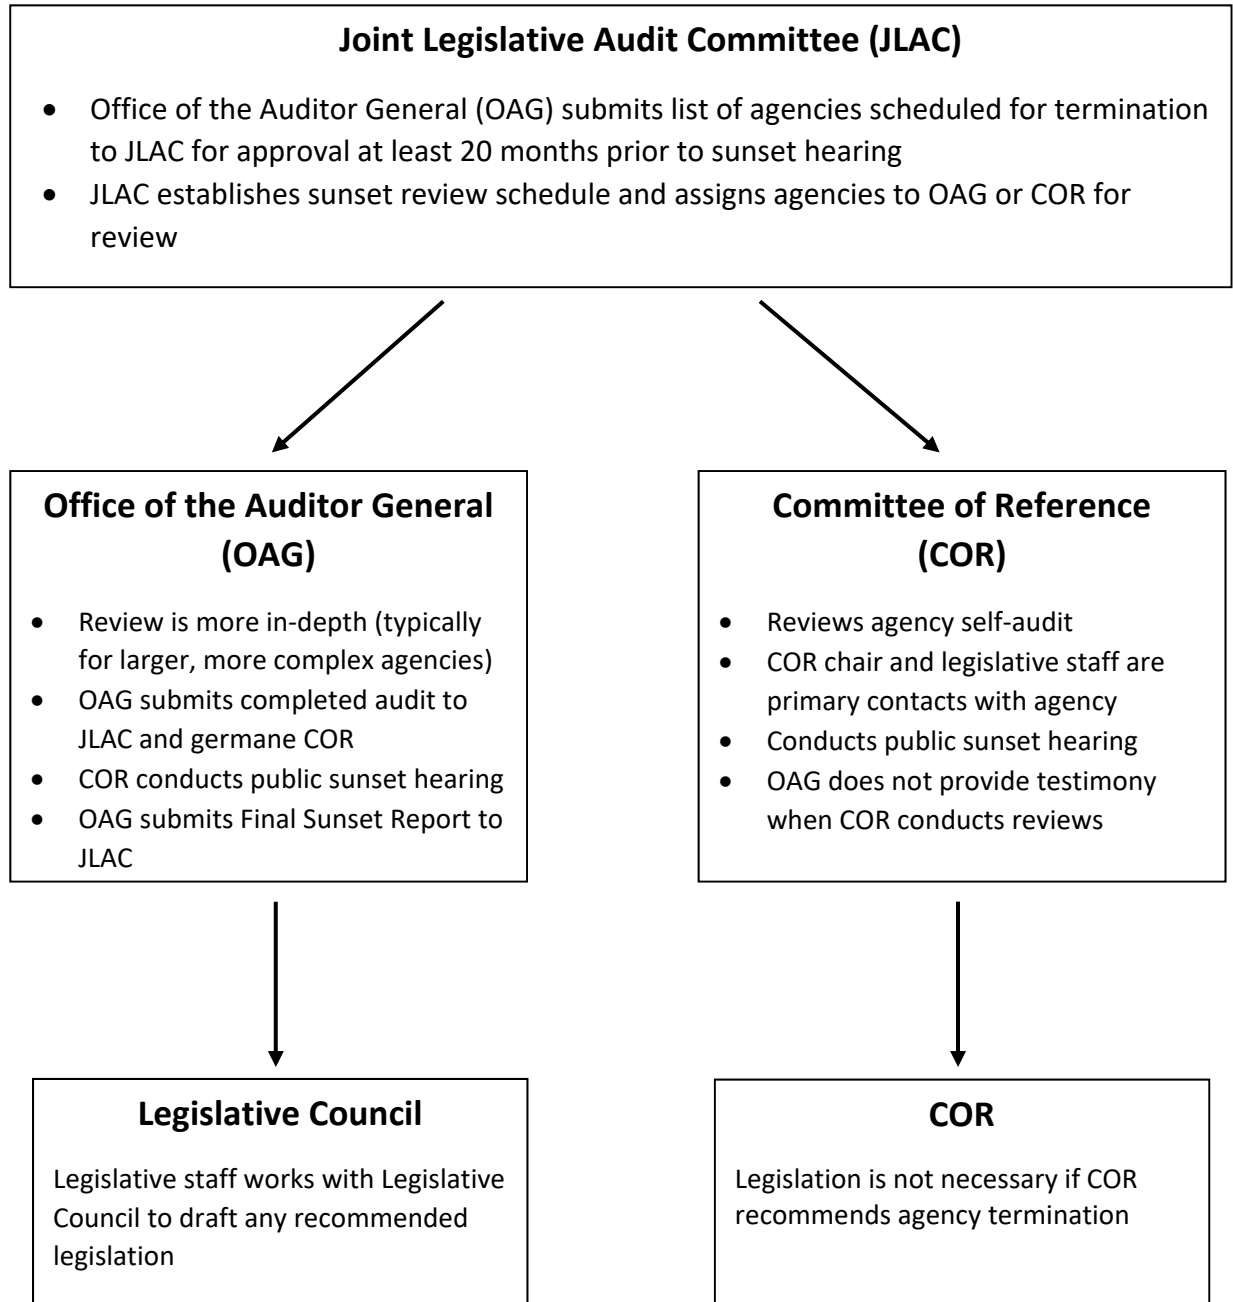 Joint Legislative Audit Committee (JLAC)
• Office of the Auditor General (OAG) submits list of agencies scheduled for termination
to JLAC for approval at least 20 months prior to sunset hearing
• JLAC establishes sunset review schedule and assigns agencies to OAG or COR for
review
Office of the Auditor General
(OAG)
• Review is more in-depth (typically
for larger, more complex agencies)
• OAG submits completed audit to
JLAC and germane COR
• COR conducts public sunset hearing
• OAG submits Final Sunset Report to
JLAC
Committee of Reference
(COR)
• Reviews agency self-audit
• COR chair and legislative staff are
primary contacts with agency
• Conducts public sunset hearing
• OAG does not provide testimony
when COR conducts reviews
Legislative Council
Legislative staff works with Legislative
Council to draft any recommended
legislation
COR
Legislation is not necessary if COR
recommends agency termination